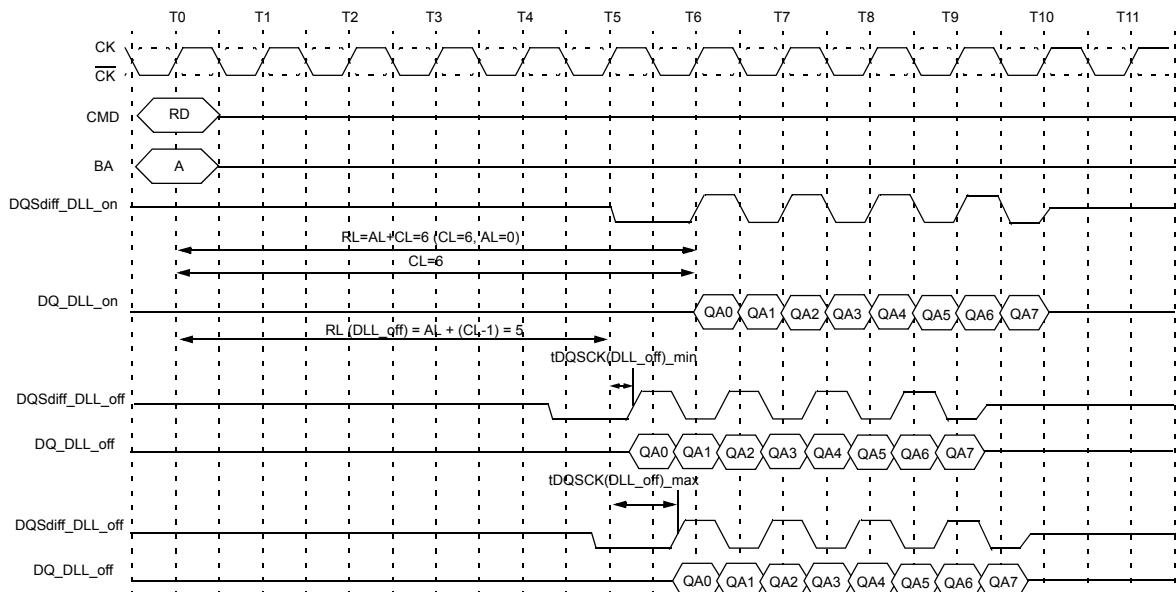 T0 T1 T2 T3 T4 T5 T6 T7 T8 T9 T10 T11
CK
CK
CMD RD
BA A
DQSdiff_DLL_on
RL=AL+CL=6 (CL=6, AL=0)
CL=6
DQ_DLL_on QA0 QA1 QA2 QA3 QA4 QA5 QA6 QA7
RL (DLL_off) = AL + (CL-1) = 5
tDQSCK(DLL_off)_min
DQSdiff_DLL_off
DQ_DLL_off QA0 QA1 QA2 QA3 QA4 QA5 QA6 QA7
tDQSCK(DLL_off)_max
DQSdiff_DLL_off
DQ_DLL_off QA0 QA1 QA2 QA3 QA4 QA5 QA6 QA7